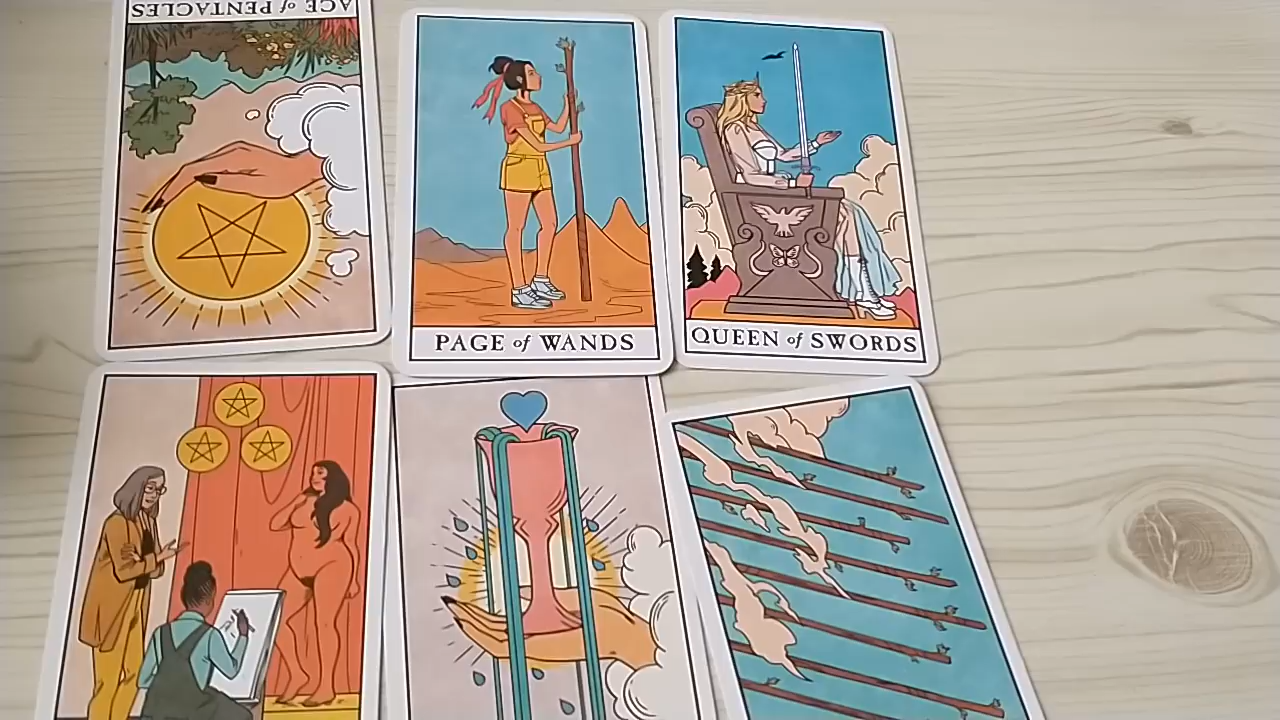 ACE of PENTACLES
PAGE of WANDS
QUEEN of SWORDS